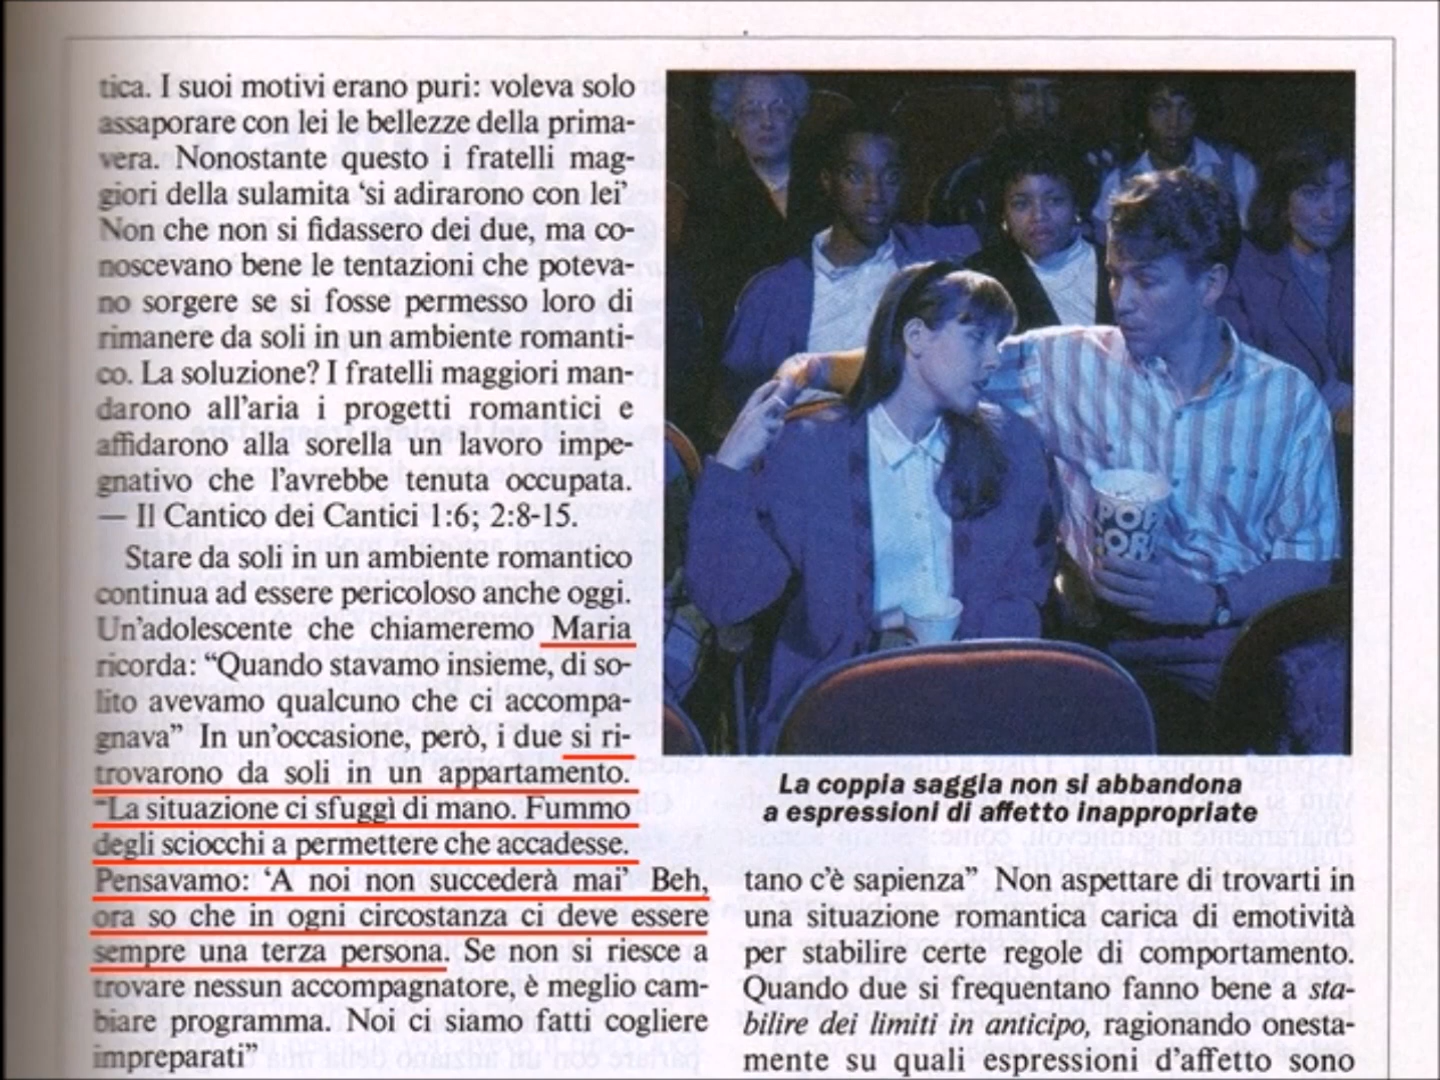 tica. I suoi motivi erano puri: voleva solo
assaporare con lei le bellezze della prima-
vera. Nonostante questo i fratelli mag-
giori della sulamita ‘si adirarono con lei’
Non che non si fidassero dei due, ma co-
noscevano bene le tentazioni che poteva-
no sorgere se si fosse permesso loro di
rimanere da soli in un ambiente romanti-
co. La soluzione? I fratelli maggiori man-
darono all’aria i progetti romantici e
affidarono alla sorella un lavoro impe-
gnativo che l’avrebbe tenuta occupata.
— Il Cantico dei Cantici 1:6; 2:8-15.
Stare da soli in un ambiente romantico
continua ad essere pericoloso anche oggi.
Un’adolescente che chiameremo Maria
ricorda: “Quando stavamo insieme, di so-
lito avevamo qualcuno che ci accompa-
gnava” In un’occasione, però, i due si ri-
trovarono da soli in un appartamento.
“La situazione ci sfuggì di mano. Fummo
degli sciocchi a permettere che accadesse.
Pensavamo: ‘A noi non succederà mai’ Beh,
ora so che in ogni circostanza ci deve essere
sempre una terza persona. Se non si riesce a
trovare nessun accompagnatore, è meglio cam-
biare programma. Noi ci siamo fatti cogliere
impreparati”
POP
CORN
La coppia saggia non si abbandona
a espressioni di affetto inappropriate
tano c’è sapienza” Non aspettare di trovarti in
una situazione romantica carica di emotività
per stabilire certe regole di comportamento.
Quando due si frequentano fanno bene a sta-
bilire dei limiti in anticipo, ragionando onesta-
mente su quali espressioni d’affetto sono